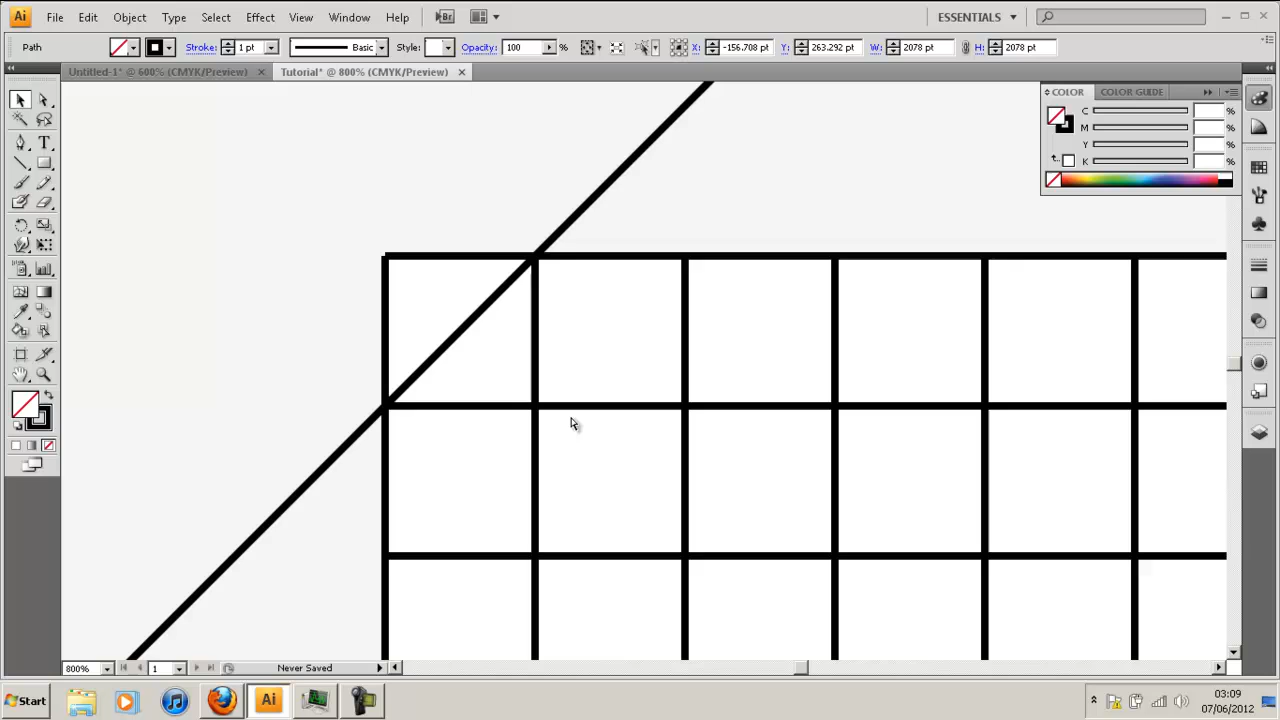 Ai File Edit Object Type Select Effect View Window Help Br ESSENTIALS
Path Stroke: 1 pt Basic Style: Opacity: 100 % X: -156.708 pt Y: 263.292 pt W: 2078 pt H: 2078 pt
Untitled-1* @ 600% (CMYK/Preview) Tutorial* @ 800% (CMYK/Preview)
COLOR COLOR GUIDE
C %
M %
Y %
K %
T
800% 1 Never Saved
Start Ai 03:09
07/06/2012